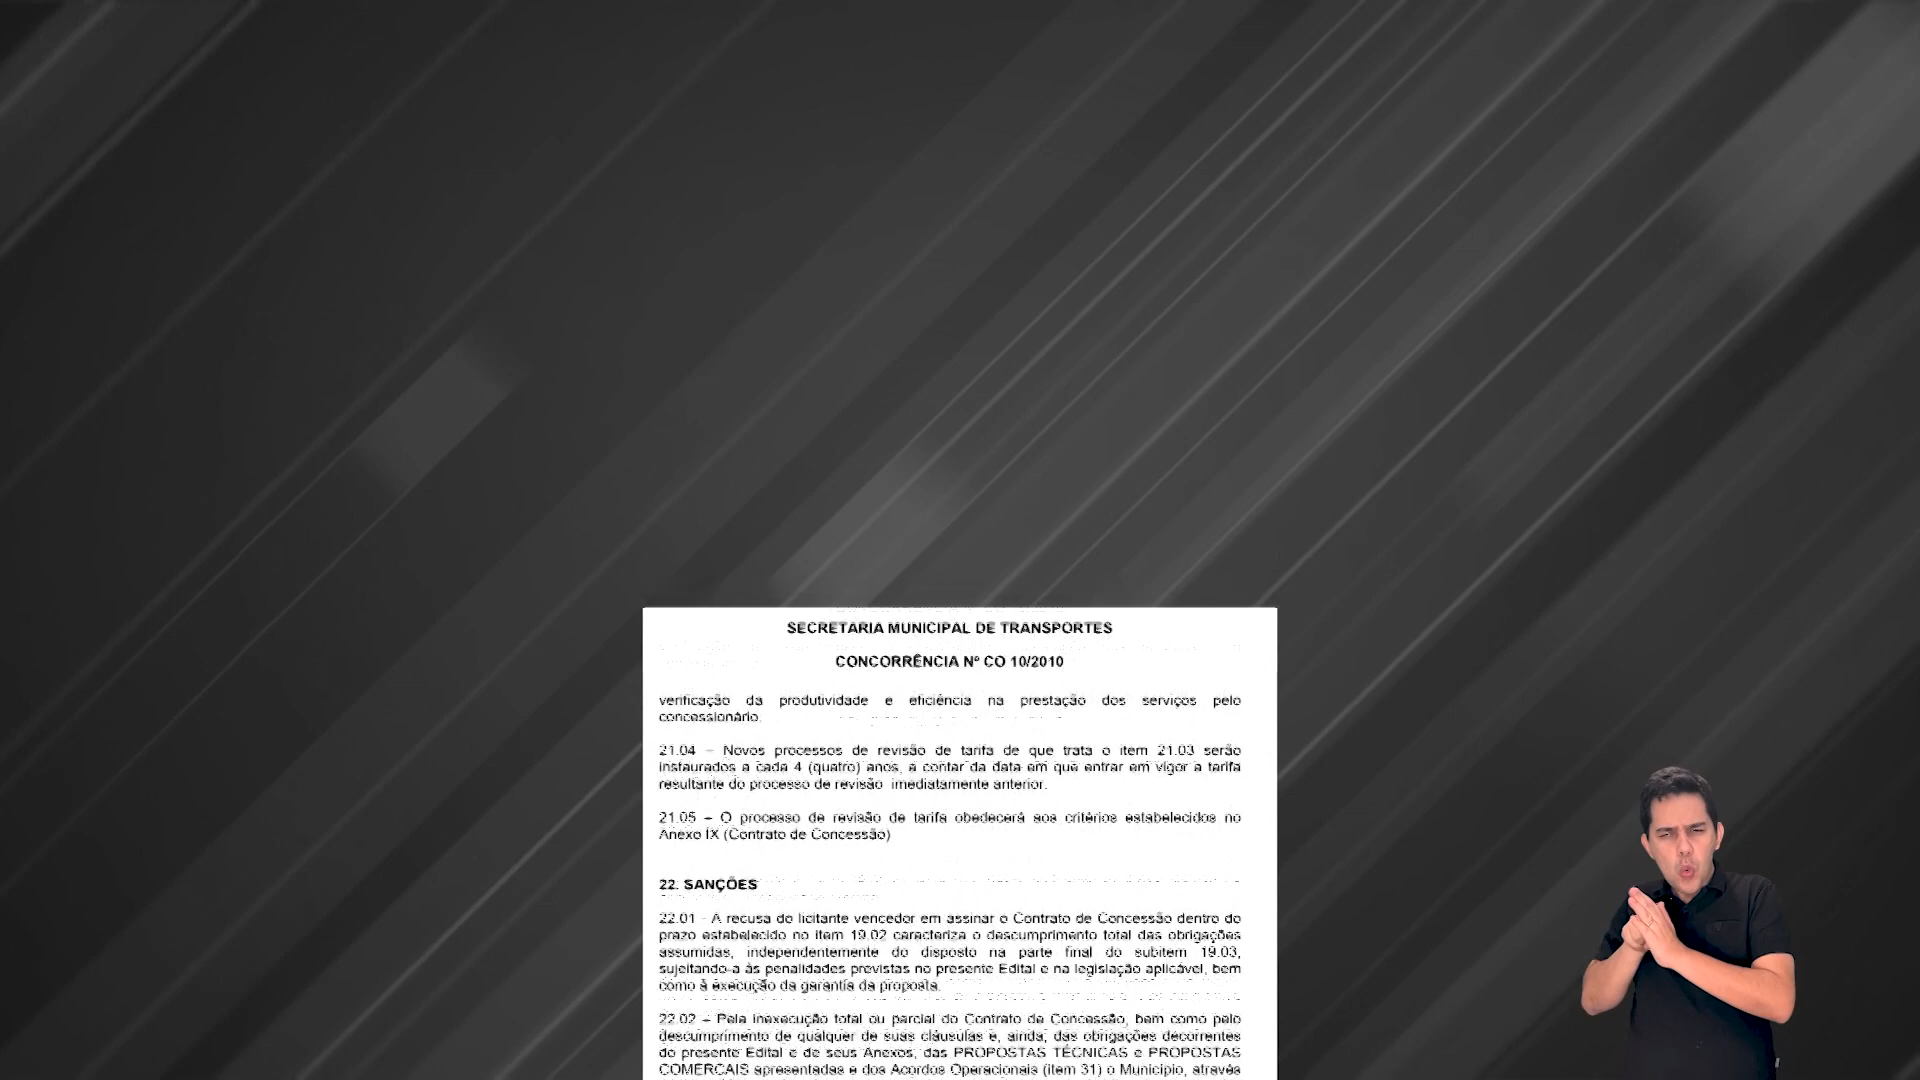 SECRETARIA MUNICIPAL DE TRANSPORTES
CONCORRÊNCIA Nº CO 10/2010
verificação da produtividade e eficiência na prestação dos serviços pelo
concessionário.
21.04 – Novos processos de revisão de tarifa de que trata o item 21.03 serão
instaurados a cada 4 (quatro) anos, a contar da data em que entrar em vigor a tarifa
resultante do processo de revisão imediatamente anterior.
21.05 – O processo de revisão de tarifa obedecerá aos critérios estabelecidos no
Anexo IX (Contrato de Concessão)
22. SANÇÕES
22.01 - A recusa do licitante vencedor em assinar o Contrato de Concessão dentro do
prazo estabelecido no item 19.02 caracteriza o descumprimento total das obrigações
assumidas, independentemente do disposto na parte final do subitem 19.03,
sujeitando-a às penalidades previstas no presente Edital e na legislação aplicável, bem
como à execução da garantia da proposta.
22.02 – Pela inexecução total ou parcial do Contrato de Concessão, bem como pelo
descumprimento de qualquer de suas cláusulas e, ainda, das obrigações decorrentes
do presente Edital e de seus Anexos, das PROPOSTAS TÉCNICAS e PROPOSTAS
COMERCAIS apresentadas e dos Acordos Operacionais (item 31) o Município, através